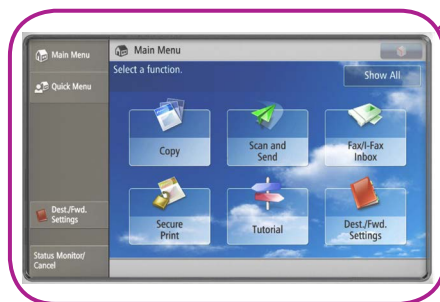 Main Menu
Quick Menu
Dest./Fwd.
Settings
Status Monitor/
Cancel
Main Menu
Select a function.
Show All
Copy
Scan and
Send
Fax/I-Fax
Inbox
Secure
Print
Tutorial
Dest./Fwd.
Settings